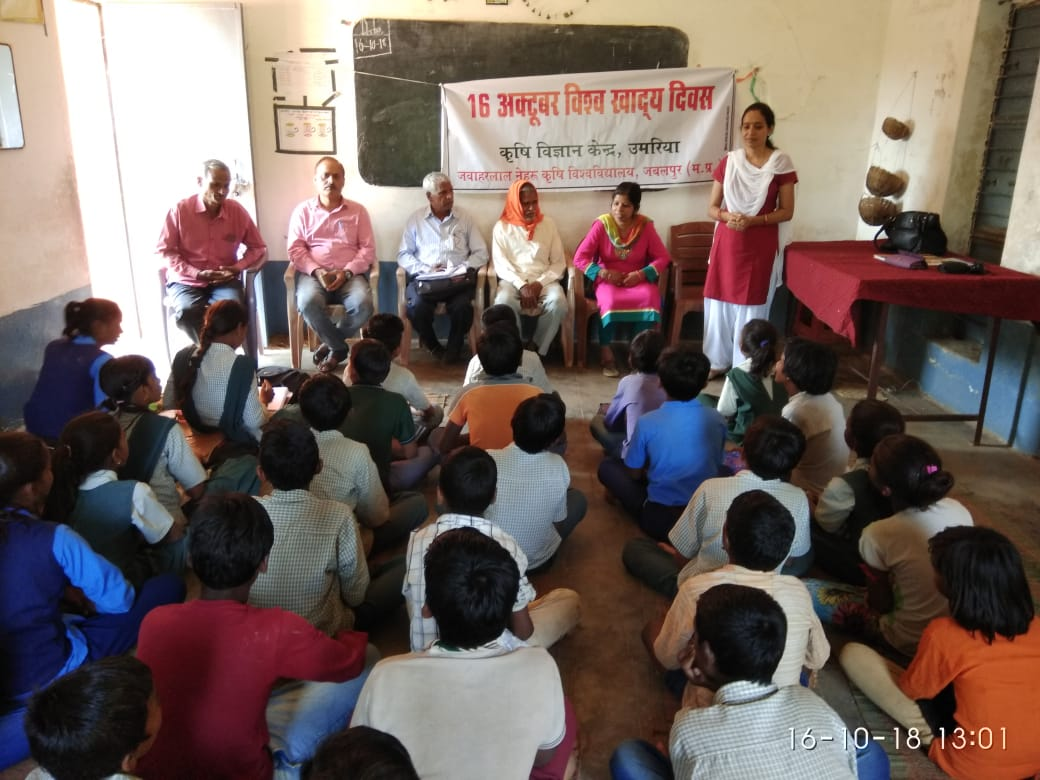 16-10-18
16 अक्टूबर विश्व खाद्य दिवस
कृषि विज्ञान केन्द्र, उमरिया
जवाहरलाल नेहरू कृषि विश्वविद्यालय, जबलपुर (म.प्र.
16-10-18 13:01